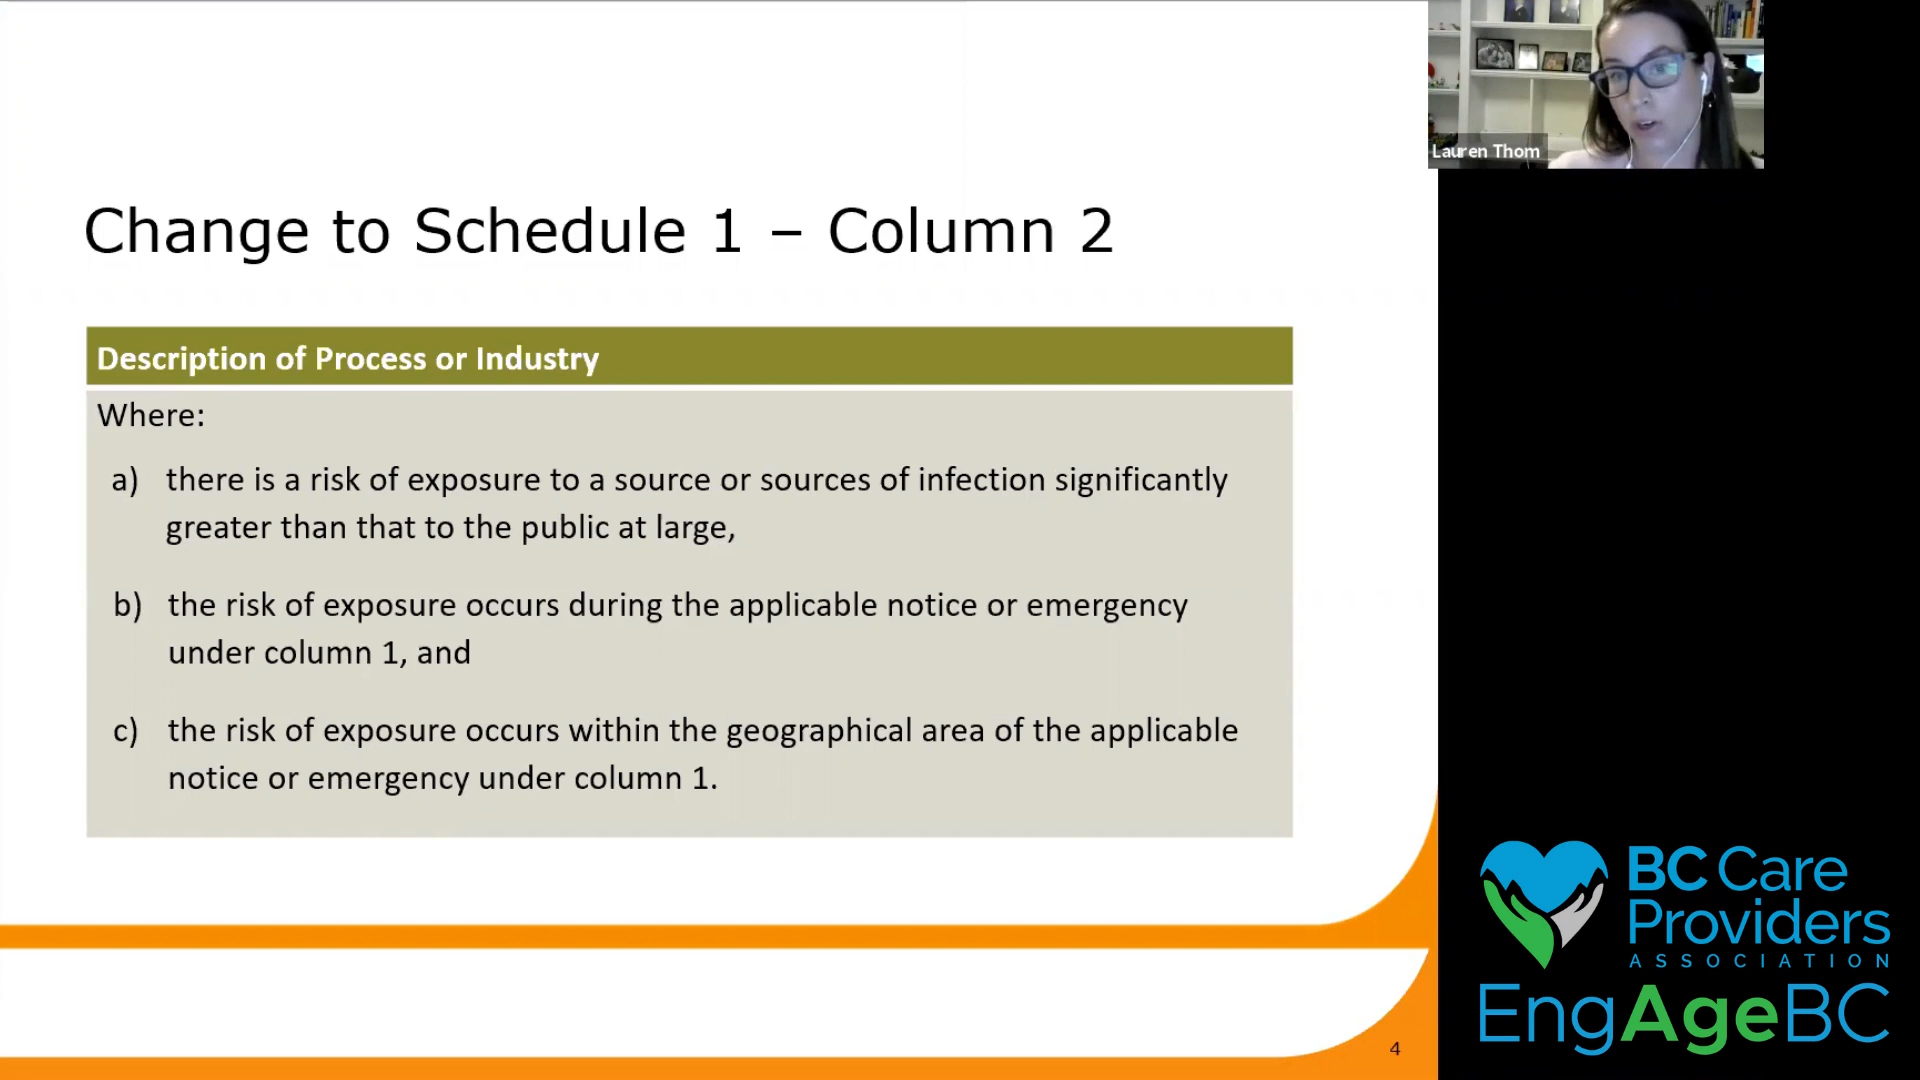 Lauren Thom
Change to Schedule 1 – Column 2
Description of Process or Industry
Where:
a) there is a risk of exposure to a source or sources of infection significantly
greater than that to the public at large,
b) the risk of exposure occurs during the applicable notice or emergency
under column 1, and
c) the risk of exposure occurs within the geographical area of the applicable
notice or emergency under column 1.
4
BC Care
Providers
ASSOCIATION
EngAgeBC